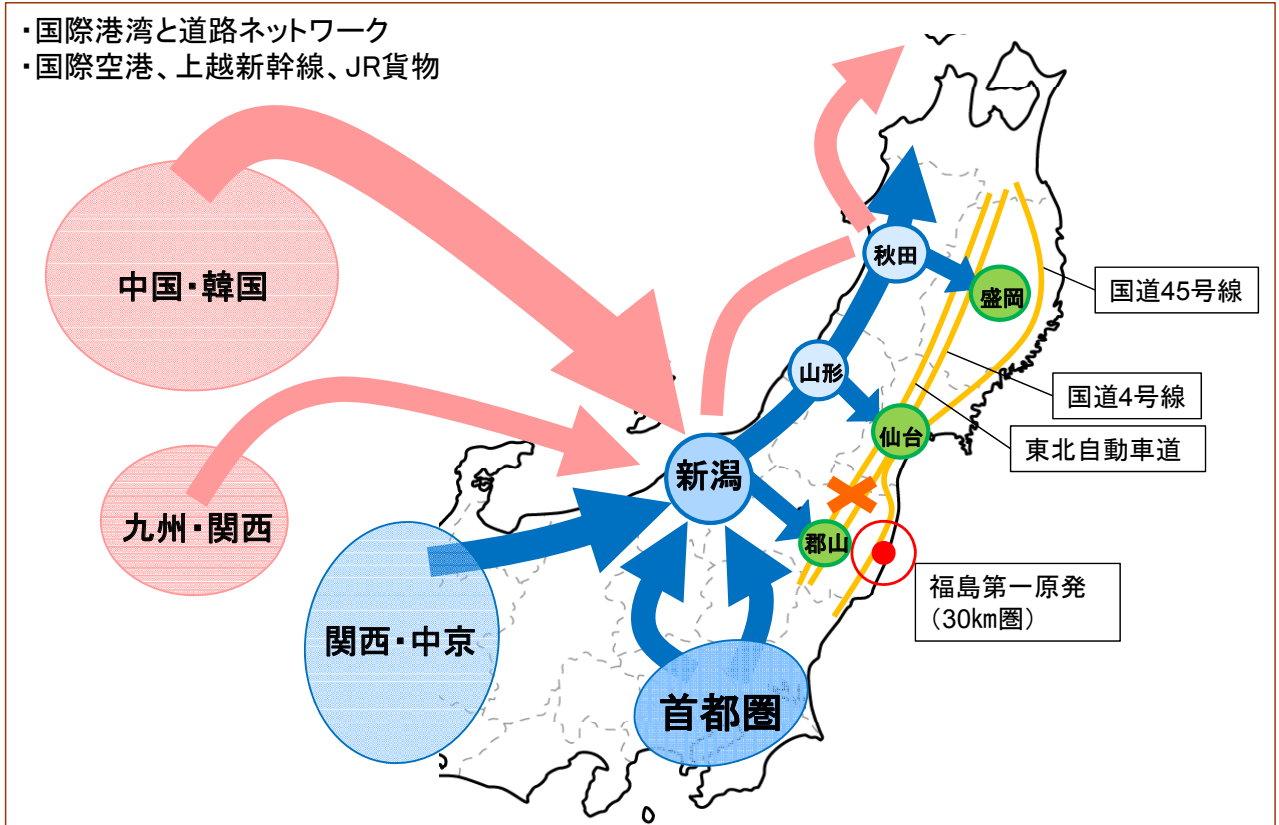 ・国際港湾と道路ネットワーク
・国際空港、上越新幹線、JR貨物
中国・韓国
九州・関西
関西・中京
首都圏
新潟
山形
秋田
盛岡
仙台
郡山
国道45号線
国道4号線
東北自動車道
福島第一原発
(30km圏)